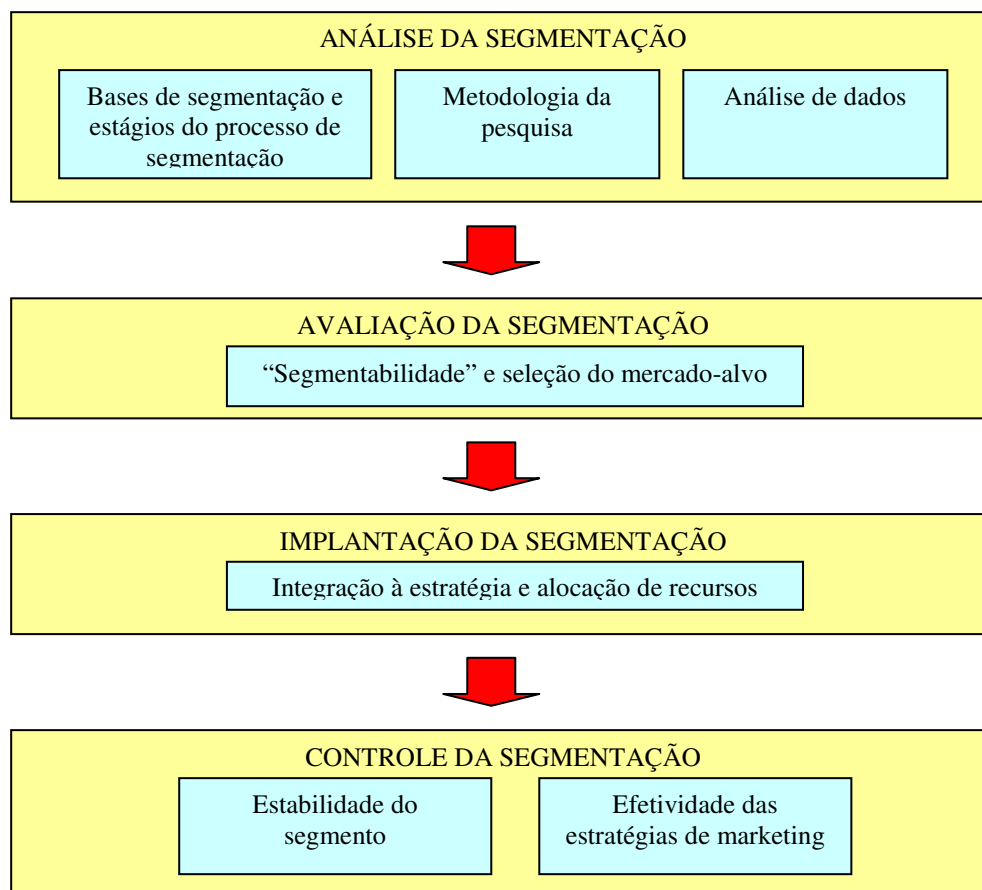 ANÁLISE DA SEGMENTAÇÃO
Bases de segmentação e
estágios do processo de
segmentação
Metodologia da
pesquisa
Análise de dados
AVALIAÇÃO DA SEGMENTAÇÃO
“Segmentabilidade” e seleção do mercado-alvo
IMPLANTAÇÃO DA SEGMENTAÇÃO
Integração à estratégia e alocação de recursos
CONTROLE DA SEGMENTAÇÃO
Estabilidade do
segmento
Efetividade das
estratégias de marketing